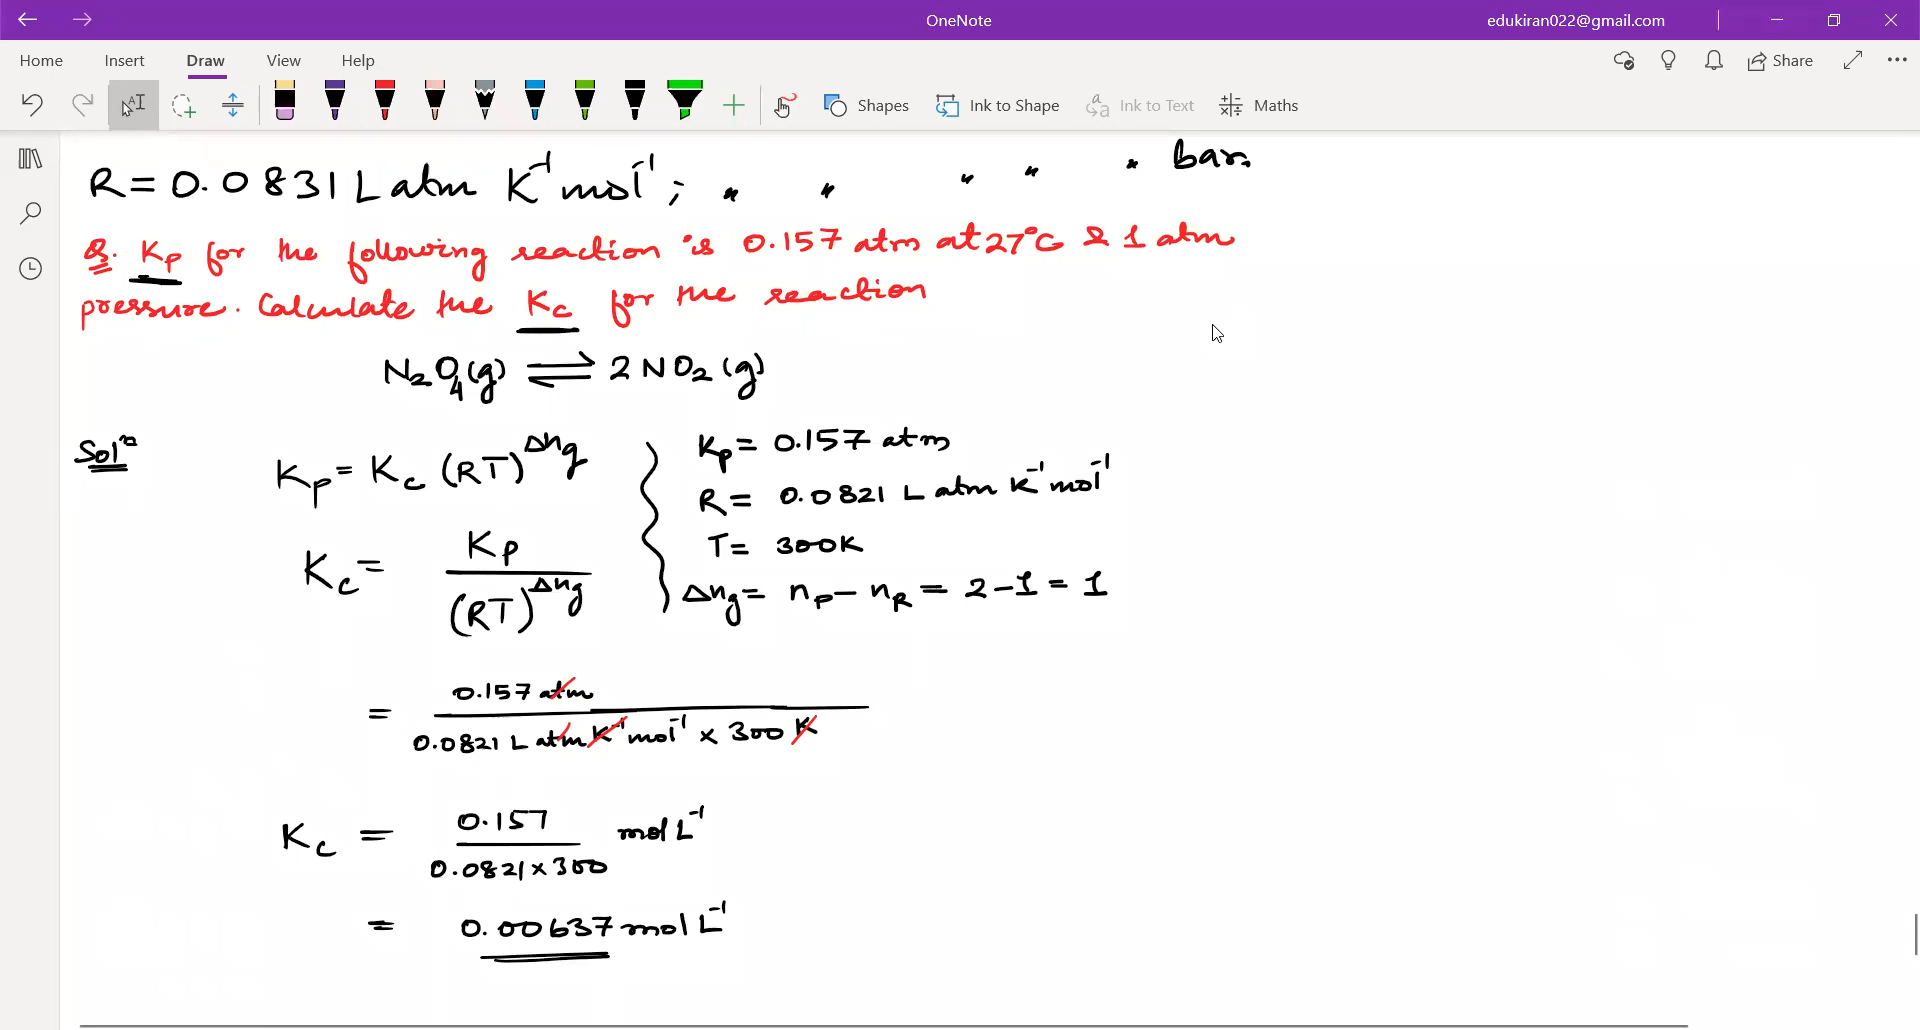 OneNote
edukiran022@gmail.com
Home Insert Draw View Help
Share
Shapes Ink to Shape Ink to Text Maths
R = 0.0831 L atm K⁻¹ mol⁻¹ ; " " " " " bar.
Q. Kp for the following reaction is 0.157 atm at 27°C & 1 atm
pressure. Calculate the Kc for the reaction
N₂O₄(g) ⇌ 2NO₂(g)
Solⁿ
Kp = Kc (RT)^Δng
Kc = Kp / (RT)^Δng
Kp = 0.157 atm
R = 0.0821 L atm K⁻¹ mol⁻¹
T = 300K
Δng = np - nR = 2 - 1 = 1
= 0.157 atm / 0.0821 L atm K⁻¹ mol⁻¹ × 300 K
Kc = 0.157 / 0.0821 × 300 mol L⁻¹
= 0.00637 mol L⁻¹